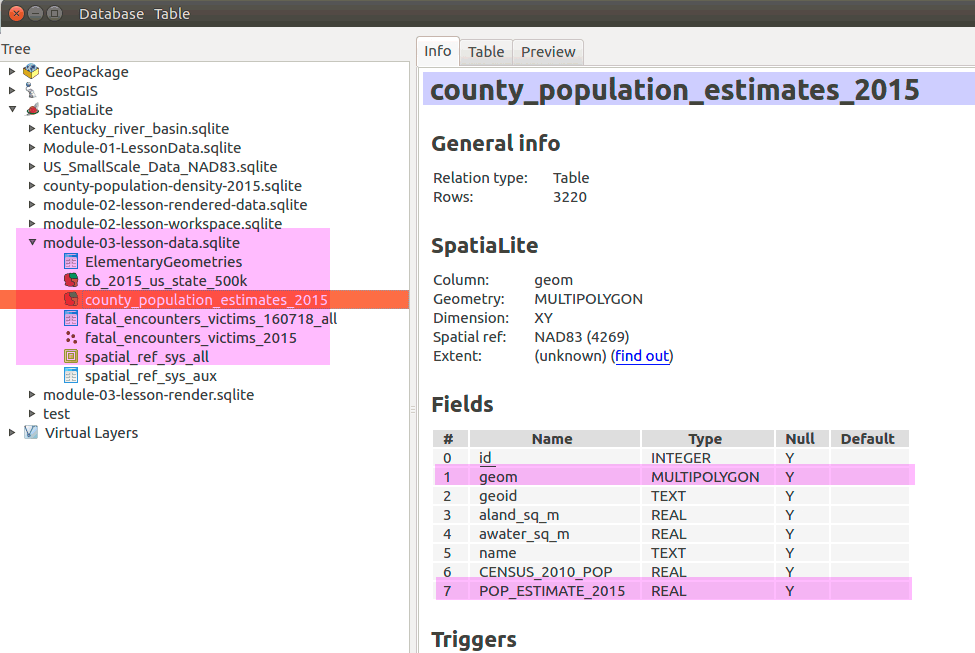 Database Table
Tree
GeoPackage
PostGIS
SpatiaLite
Kentucky_river_basin.sqlite
Module-01-LessonData.sqlite
US_SmallScale_Data_NAD83.sqlite
county-population-density-2015.sqlite
module-02-lesson-rendered-data.sqlite
module-02-lesson-workspace.sqlite
module-03-lesson-data.sqlite
ElementaryGeometries
cb_2015_us_state_500k
county_population_estimates_2015
fatal_encounters_victims_160718_all
fatal_encounters_victims_2015
spatial_ref_sys_all
spatial_ref_sys_aux
module-03-lesson-render.sqlite
test
Virtual Layers
Info Table Preview
county_population_estimates_2015
General info
Relation type: Table
Rows: 3220
SpatiaLite
Column: geom
Geometry: MULTIPOLYGON
Dimension: XY
Spatial ref: NAD83 (4269)
Extent: (unknown) (find out)
Fields
# Name Type Null Default
0 id INTEGER Y
1 geom MULTIPOLYGON Y
2 geoid TEXT Y
3 aland_sq_m REAL Y
4 awater_sq_m REAL Y
5 name TEXT Y
6 CENSUS_2010_POP REAL Y
7 POP_ESTIMATE_2015 REAL Y
Triggers